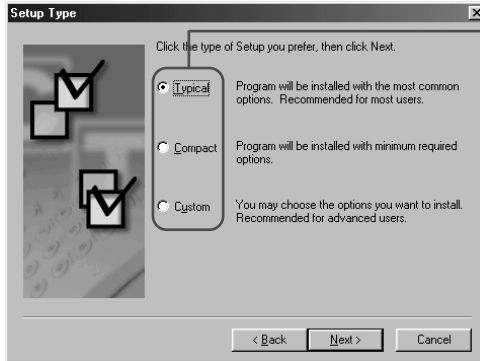 Setup Type
Click the type of Setup you prefer, then click Next.
Typical Program will be installed with the most common
options. Recommended for most users.
Compact Program will be installed with minimum required
options.
Custom You may choose the options you want to install.
Recommended for advanced users.
< Back Next > Cancel